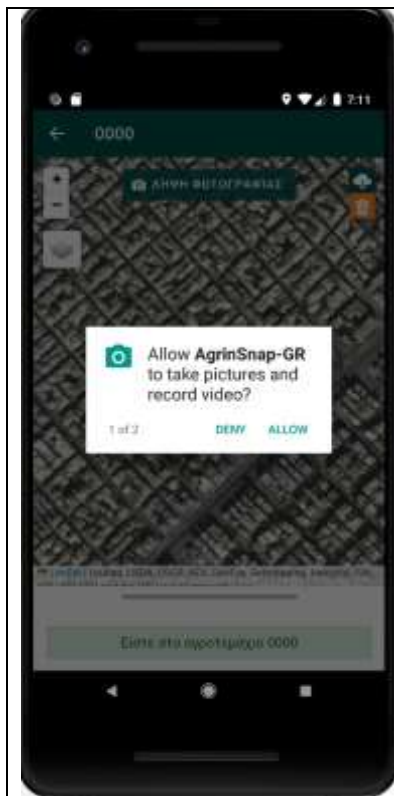 7:11
← 0000
+
ΛΗΨΗ ΦΩΤΟΓΡΑΦΙΑΣ
−
Allow AgrinSnap-GR
to take pictures and
record video?
1 of 2 DENY ALLOW
Είστε στο αγροτεμάχιο 0000